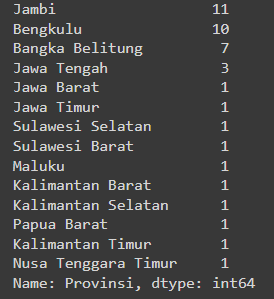 Jambi 11
Bengkulu 10
Bangka Belitung 7
Jawa Tengah 3
Jawa Barat 1
Jawa Timur 1
Sulawesi Selatan 1
Sulawesi Barat 1
Maluku 1
Kalimantan Barat 1
Kalimantan Selatan 1
Papua Barat 1
Kalimantan Timur 1
Nusa Tenggara Timur 1
Name: Provinsi, dtype: int64